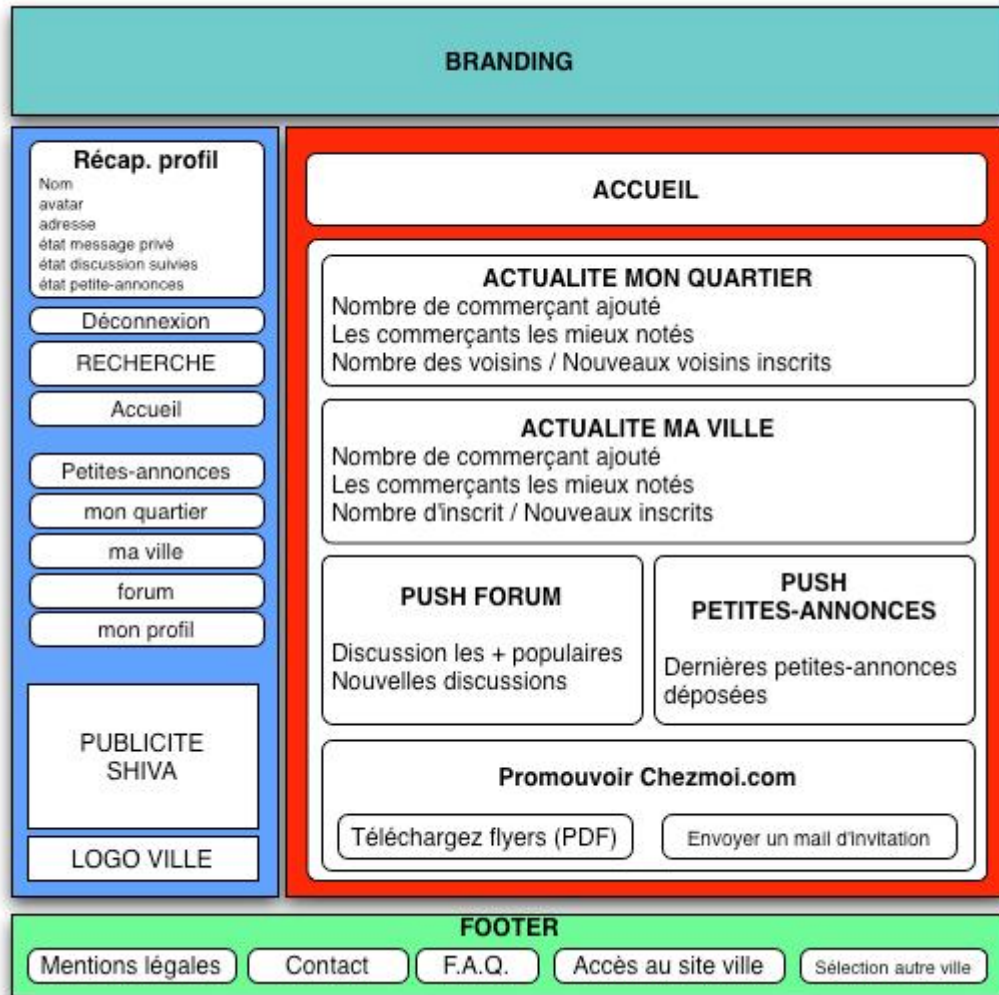 BRANDING
Récap. profil
Nom
avatar
adresse
état message privé
état discussion suivies
état petite-annonces
Déconnexion
RECHERCHE
Accueil
Petites-annonces
mon quartier
ma ville
forum
mon profil
PUBLICITE
SHIVA
LOGO VILLE
ACCUEIL
ACTUALITE MON QUARTIER
Nombre de commerçant ajouté
Les commerçants les mieux notés
Nombre des voisins / Nouveaux voisins inscrits
ACTUALITE MA VILLE
Nombre de commerçant ajouté
Les commerçants les mieux notés
Nombre d'inscrit / Nouveaux inscrits
PUSH FORUM
Discussion les + populaires
Nouvelles discussions
PUSH
PETITES-ANNONCES
Dernières petites-annonces
déposées
Promouvoir Chezmoi.com
Téléchargez flyers (PDF)
Envoyer un mail d'invitation
FOOTER
Mentions légales
Contact
F.A.Q.
Accès au site ville
Sélection autre ville